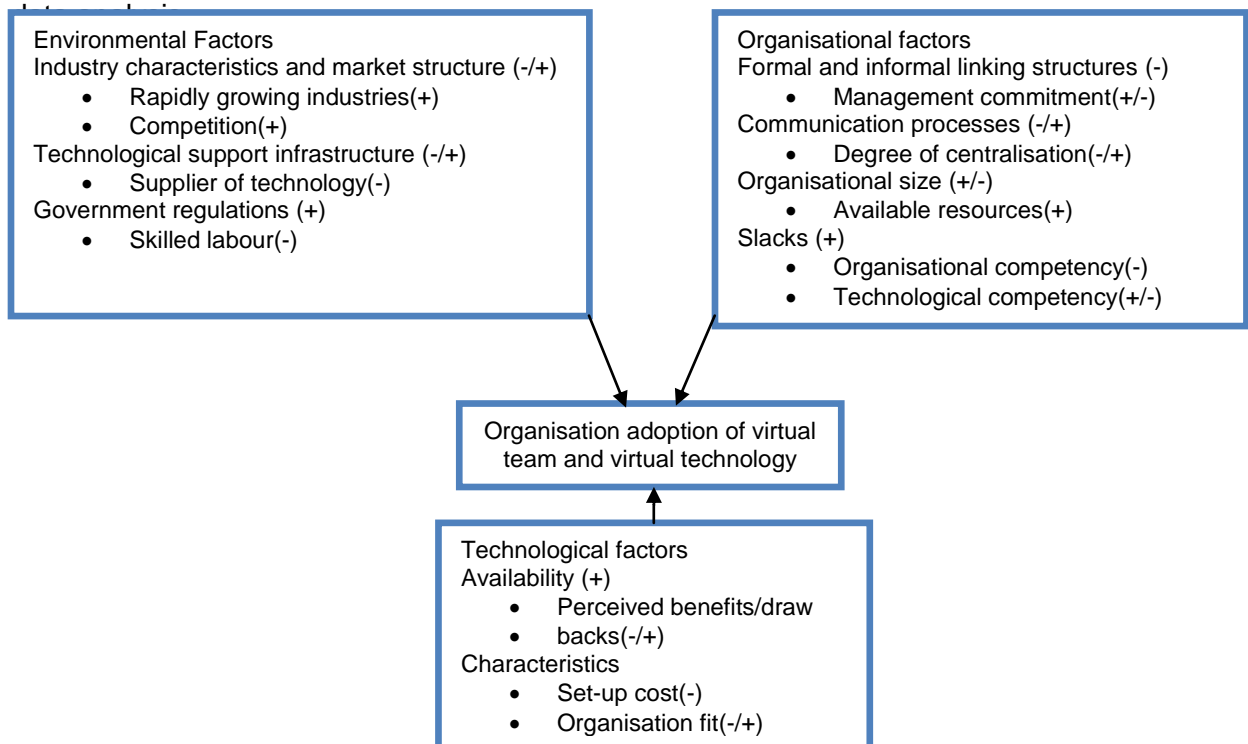 Environmental Factors
Industry characteristics and market structure (-/+)
• Rapidly growing industries(+)
• Competition(+)
Technological support infrastructure (-/+)
• Supplier of technology(-)
Government regulations (+)
• Skilled labour(-)
Organisational factors
Formal and informal linking structures (-)
• Management commitment(+/-)
Communication processes (-/+)
• Degree of centralisation(-/+)
Organisational size (+/-)
• Available resources(+)
Slacks (+)
• Organisational competency(-)
• Technological competency(+/-)
Organisation adoption of virtual
team and virtual technology
Technological factors
Availability (+)
• Perceived benefits/draw
• backs(-/+)
Characteristics
• Set-up cost(-)
• Organisation fit(-/+)